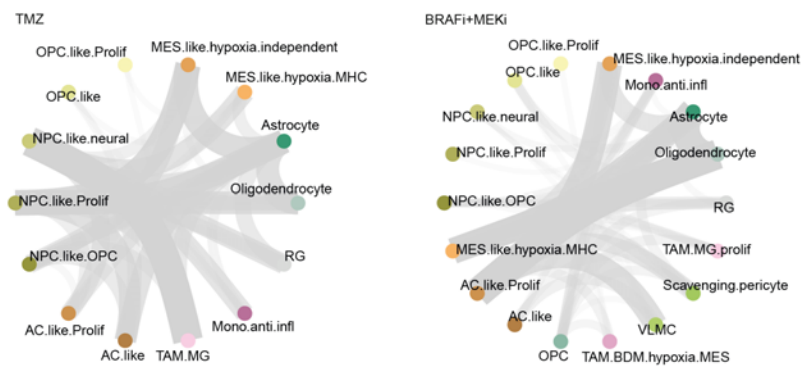 TMZ
OPC.like.Prolif
MES.like.hypoxia.independent
MES.like.hypoxia.MHC
OPC.like
Astrocyte
NPC.like.neural
Oligodendrocyte
NPC.like.Prolif
RG
NPC.like.OPC
Mono.anti.infl
AC.like.Prolif
AC.like
TAM.MG
BRAFi+MEKi
OPC.like.Prolif
MES.like.hypoxia.independent
OPC.like
Mono.anti.infl
NPC.like.neural
Astrocyte
NPC.like.Prolif
Oligodendrocyte
NPC.like.OPC
RG
MES.like.hypoxia.MHC
TAM.MG.prolif
AC.like.Prolif
Scavenging.pericyte
AC.like
VLMC
OPC
TAM.BDM.hypoxia.MES